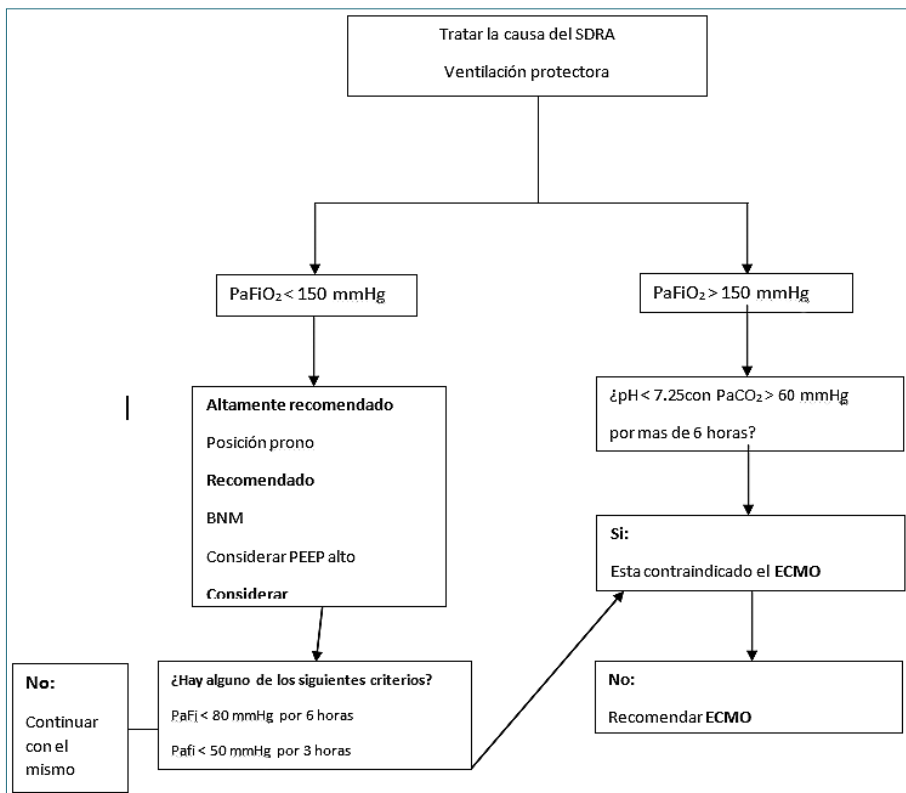 Tratar la causa del SDRA
Ventilación protectora
PaFiO₂ < 150 mmHg
PaFiO₂ > 150 mmHg
Altamente recomendado
Posición prono
Recomendado
BNM
Considerar PEEP alto
Considerar
¿pH < 7.25con PaCO₂ > 60 mmHg
por mas de 6 horas?
Si:
Esta contraindicado el ECMO
No:
Continuar
con el
mismo
¿Hay alguno de los siguientes criterios?
PaFi < 80 mmHg por 6 horas
Pafi < 50 mmHg por 3 horas
No:
Recomendar ECMO